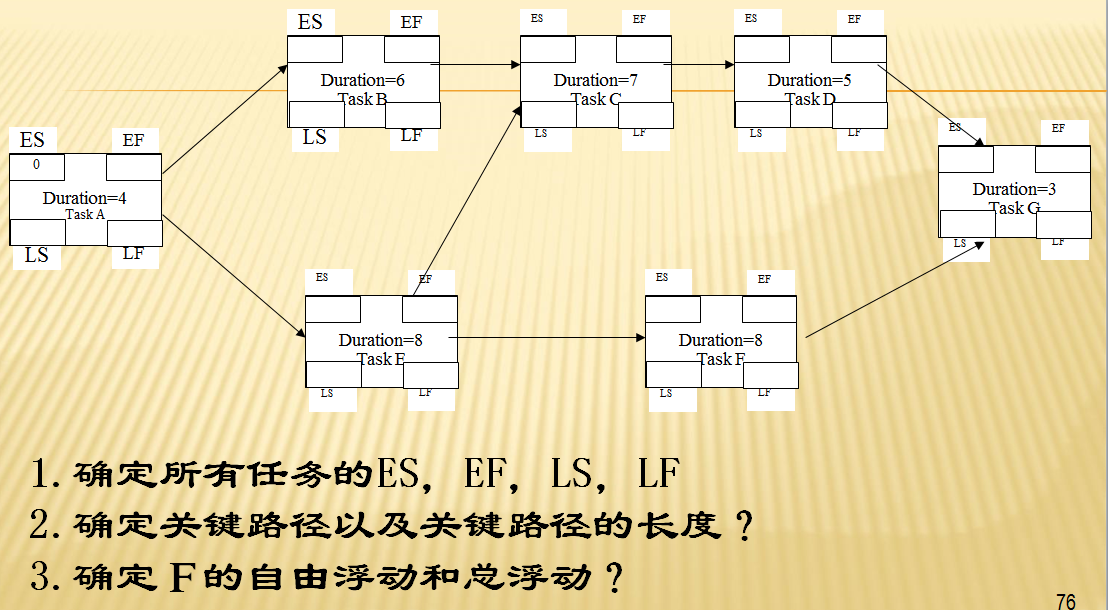 ES EF
Duration=6
Task B
LS LF
ES EF
Duration=7
Task C
LS LF
ES EF
Duration=5
Task D
LS LF
ES EF
0
Duration=4
Task A
LS LF
ES EF
Duration=3
Task G
LS LF
ES EF
Duration=8
Task E
LS LF
ES EF
Duration=8
Task F
LS LF
1. 确定所有任务的ES，EF，LS，LF
2. 确定关键路径以及关键路径的长度？
3. 确定 F 的自由浮动和总浮动？
76